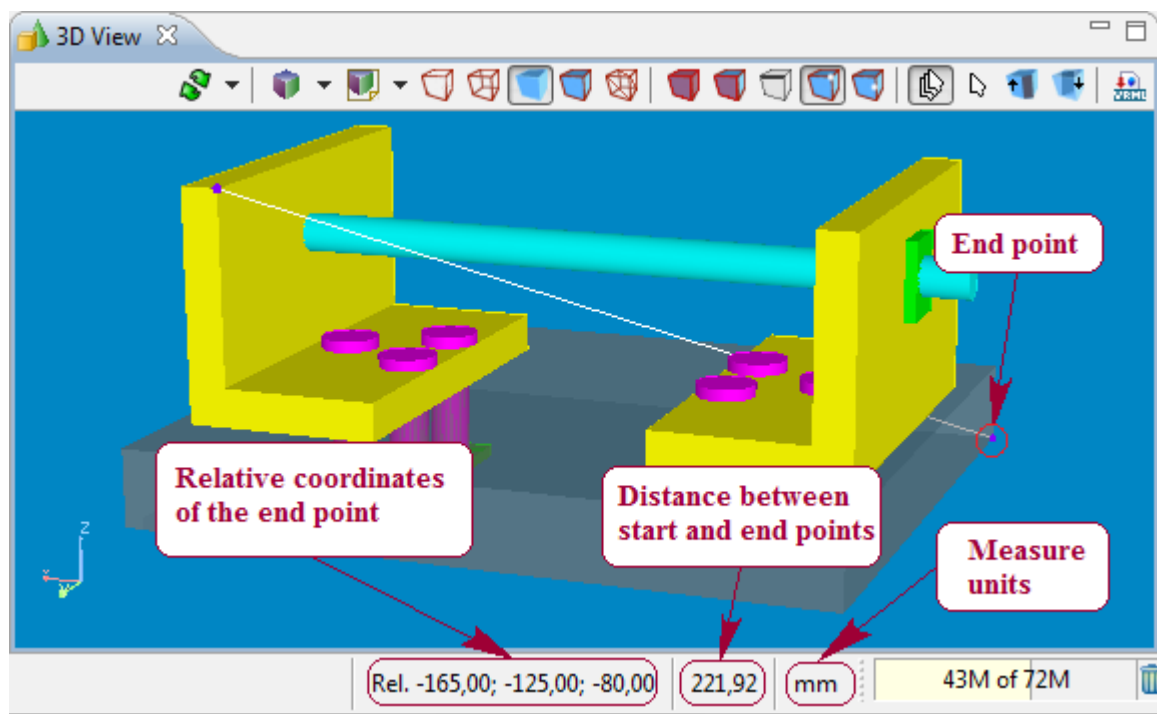 3D View
VRML
End point
Relative coordinates
of the end point
Distance between
start and end points
Measure
units
Z
Rel. -165,00; -125,00; -80,00
221,92
mm
43M of 72M